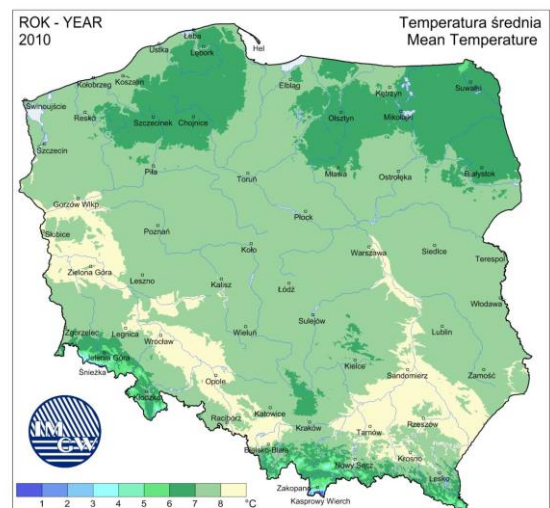 ROK - YEAR
2010
Temperatura średnia
Mean Temperature
Łeba
Hel
Ustka
Lębork
Koszalin
Kołobrzeg
Elbląg
Kętrzyn
Suwałki
Świnoujście
Resko
Szczecinek
Chojnice
Olsztyn
Mikołajki
Szczecin
Piła
Toruń
Mława
Ostrołęka
Białystok
Gorzów Wlkp
Płock
Słubice
Poznań
Koło
Warszawa
Siedlce
Terespol
Zielona Góra
Leszno
Kalisz
Łódź
Włodawa
Sulejów
Zgorzelec
Legnica
Wrocław
Wieluń
Lublin
Jelenia Góra
Śnieżka
Kielce
Sandomierz
Zamość
Kłodzko
Opole
Racibórz
Katowice
Kraków
Tarnów
Rzeszów
Bielsko-Biała
Nowy Sącz
Krosno
Lesko
Zakopane
Kasprowy Wierch
IM
GW
1 2 3 4 5 6 7 8 °C